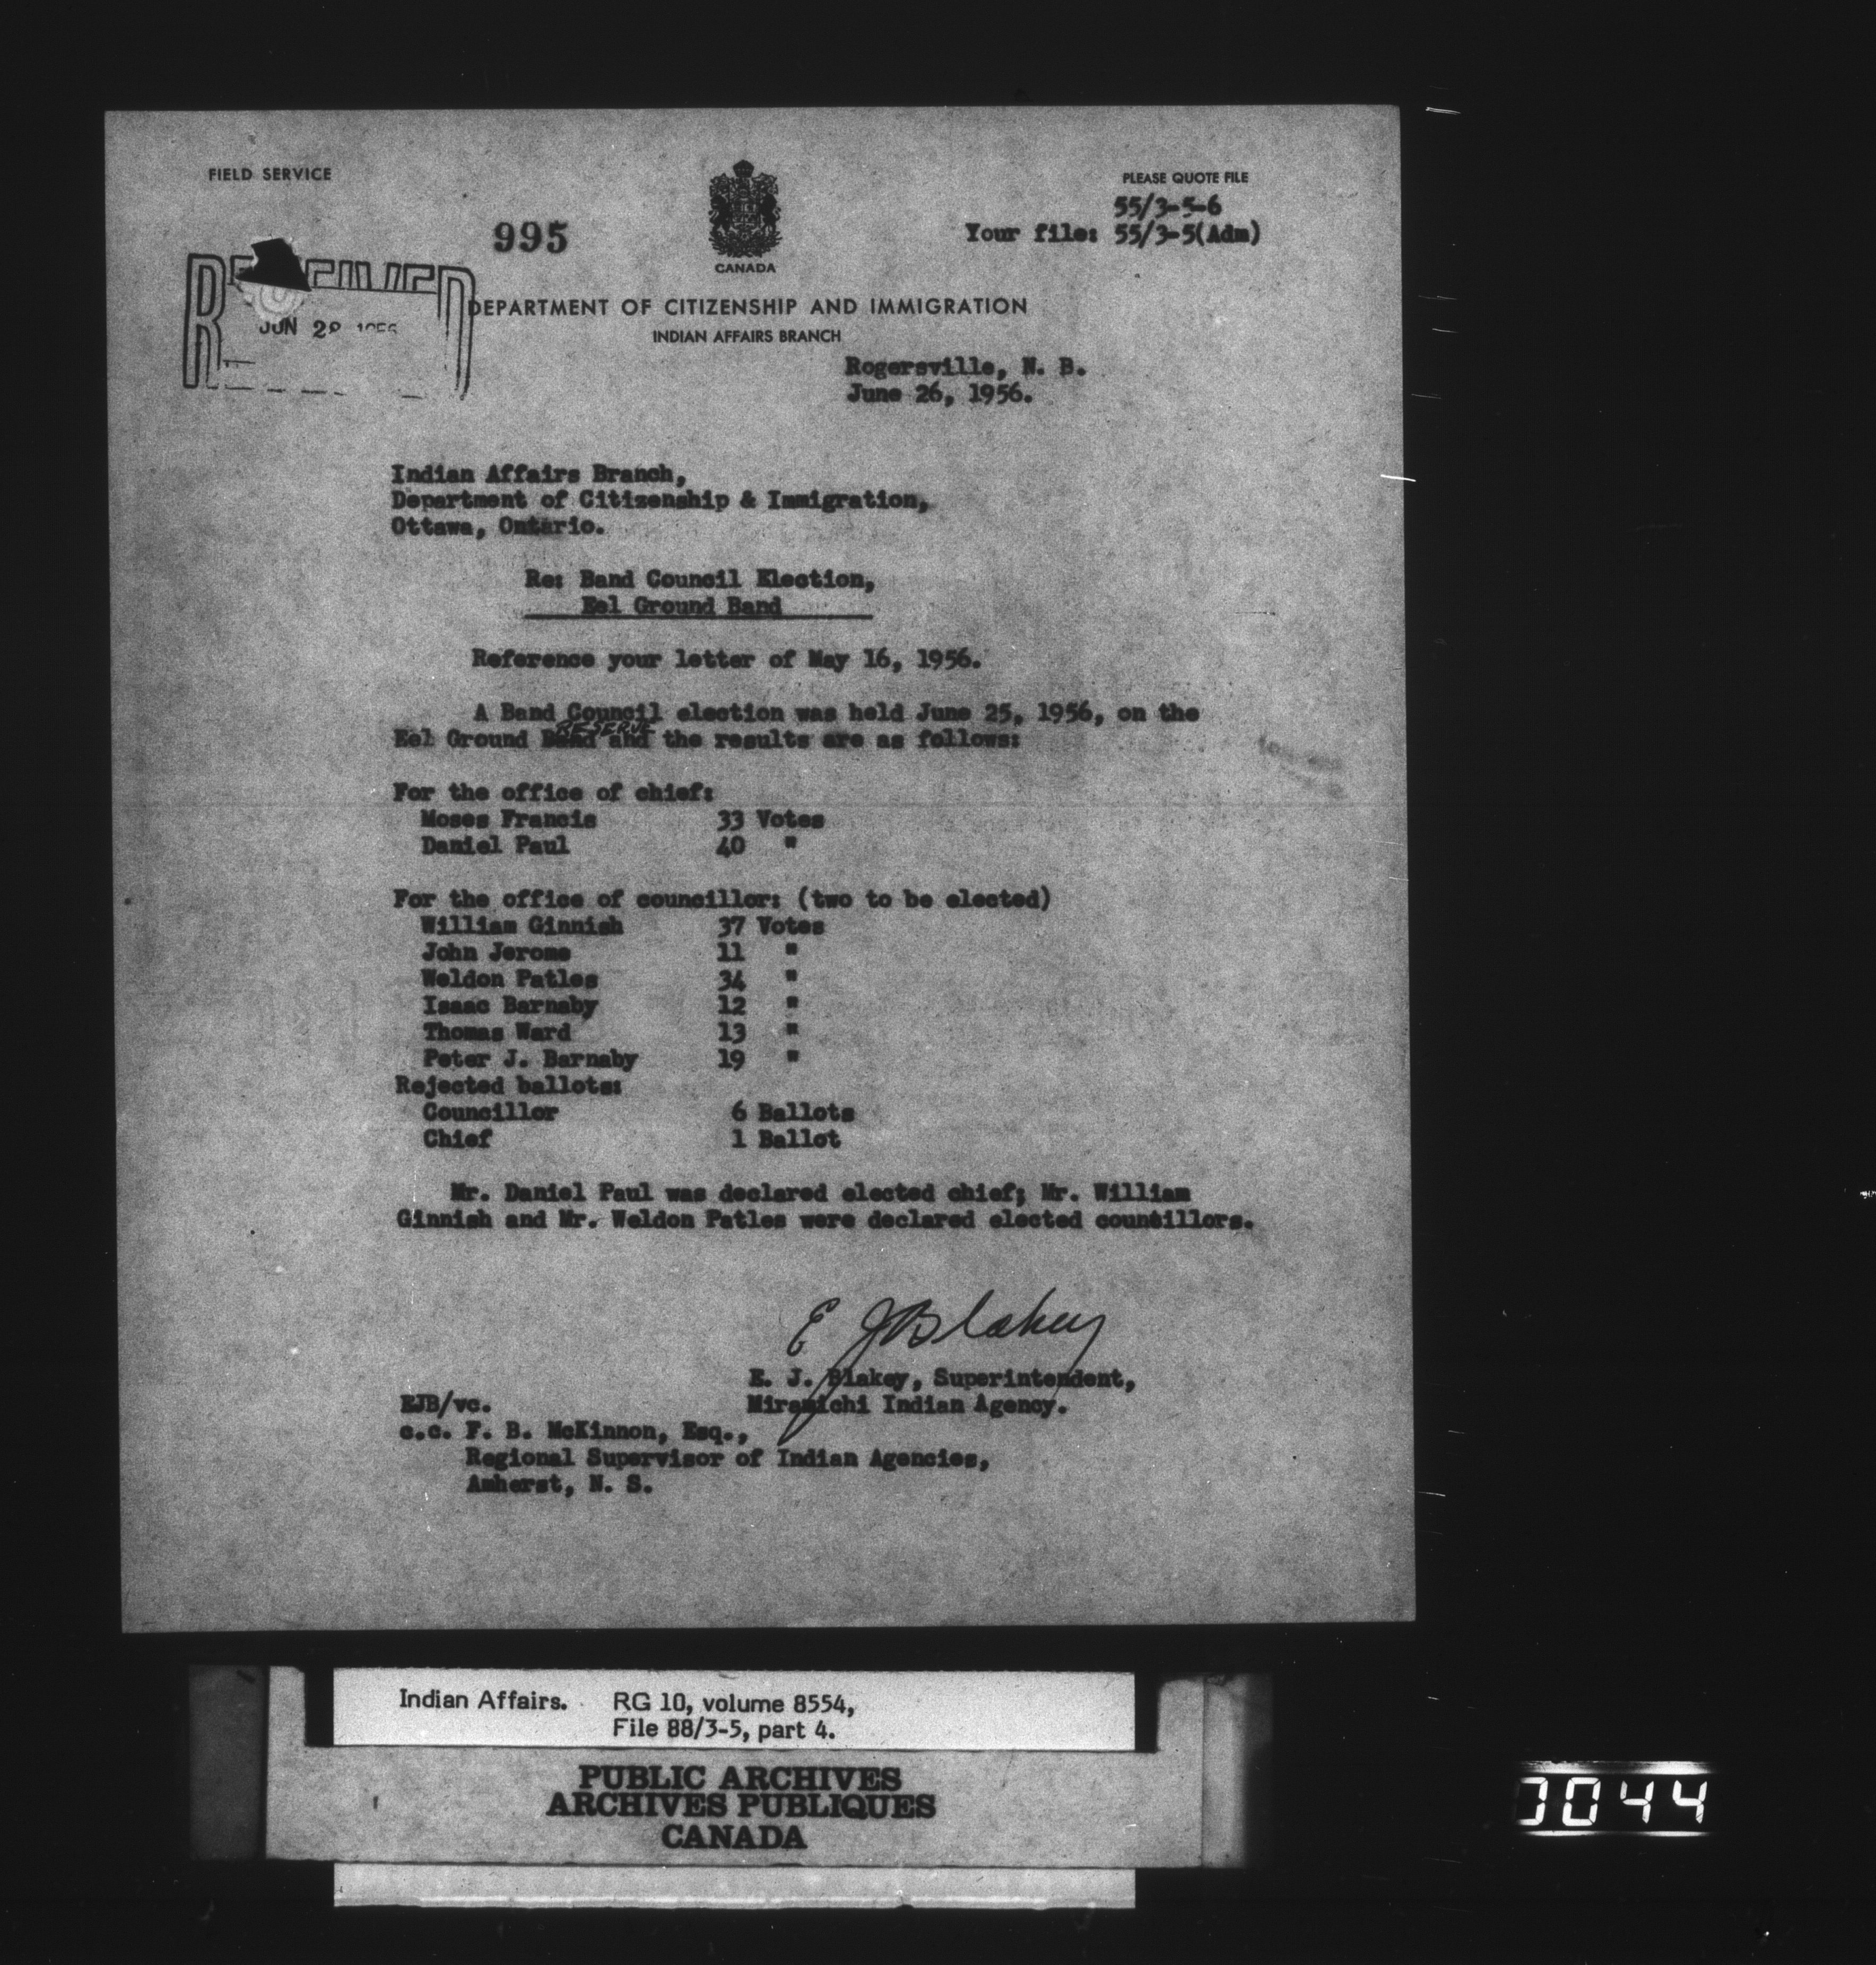 FIELD SERVICE
PLEASE QUOTE FILE
55/3-5-6
995
Your file: 55/3-5(Adm)
CANADA
RECEIVED
JUN 28 1956
DEPARTMENT OF CITIZENSHIP AND IMMIGRATION
INDIAN AFFAIRS BRANCH
Rogersville, N. B.
June 26, 1956.
Indian Affairs Branch,
Department of Citizenship & Immigration,
Ottawa, Ontario.
Re: Band Council Election,
Eel Ground Band
Reference your letter of May 16, 1956.
A Band Council election was held June 25, 1956, on the
RESERVE
Eel Ground Band and the results are as follows:
For the office of chief:
Moses Francis 33 Votes
Daniel Paul 40 "
For the office of councillor: (two to be elected)
William Ginnish 37 Votes
John Jerome 11 "
Weldon Patles 34 "
Isaac Barnaby 12 "
Thomas Ward 13 "
Peter J. Barnaby 19 "
Rejected ballots:
Councillor 6 Ballots
Chief 1 Ballot
Mr. Daniel Paul was declared elected chief; Mr. William
Ginnish and Mr. Weldon Patles were declared elected councillors.
E J Blakey
E. J. Blakey, Superintendent,
EJB/vc. Miramichi Indian Agency.
c.c. F. B. McKinnon, Esq.,
Regional Supervisor of Indian Agencies,
Amherst, N. S.
Indian Affairs. RG 10, volume 8554,
File 88/3-5, part 4.
PUBLIC ARCHIVES
ARCHIVES PUBLIQUES
CANADA
0044